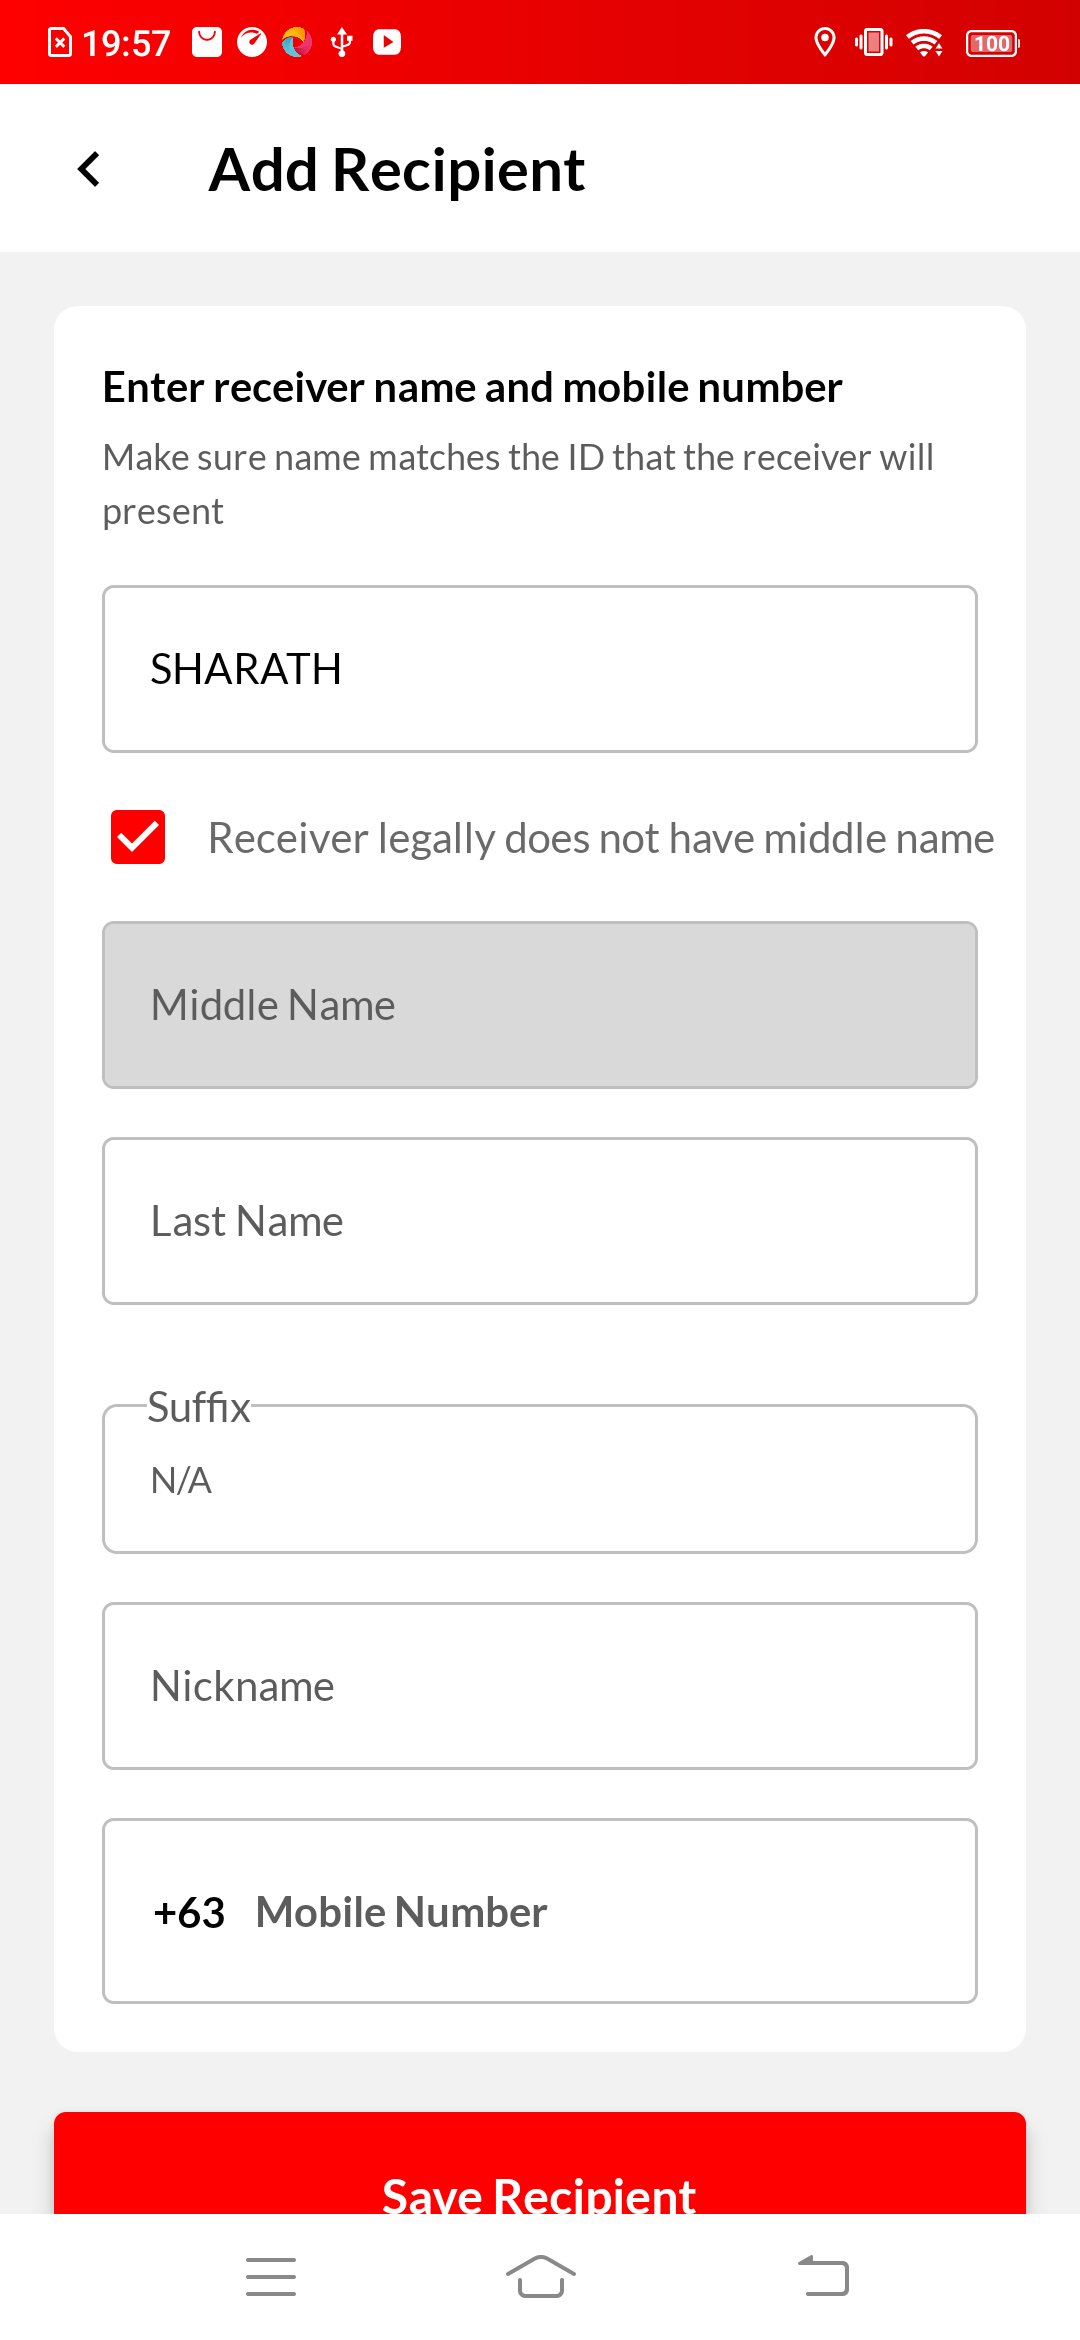 19:57
100
Add Recipient
Enter receiver name and mobile number
Make sure name matches the ID that the receiver will
present
SHARATH
Receiver legally does not have middle name
Middle Name
Last Name
Suffix
N/A
Nickname
+63 Mobile Number
Save Recipient